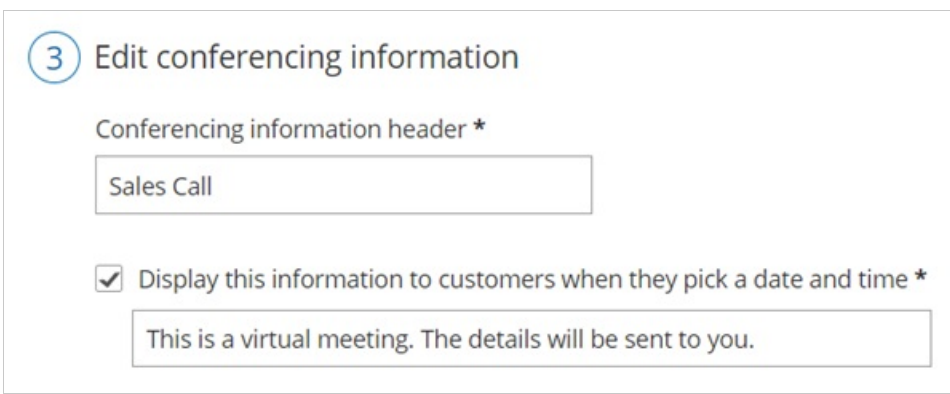 3 Edit conferencing information
Conferencing information header *
Sales Call
Display this information to customers when they pick a date and time *
This is a virtual meeting. The details will be sent to you.